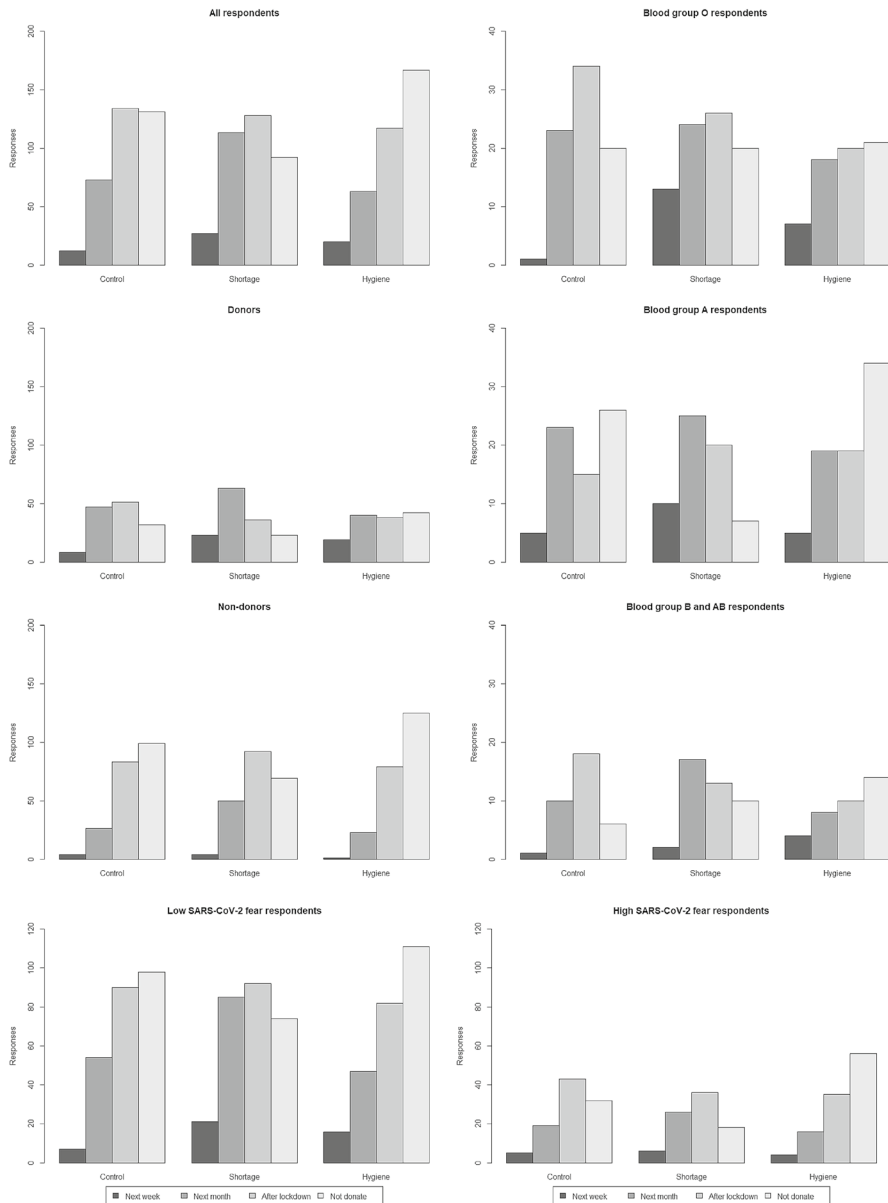 All respondents
200
150
100
50
0
Responses
Control
Shortage
Hygiene
Blood group O respondents
40
30
20
10
0
Responses
Control
Shortage
Hygiene
Donors
200
150
100
50
0
Responses
Control
Shortage
Hygiene
Blood group A respondents
40
30
20
10
0
Responses
Control
Shortage
Hygiene
Non-donors
200
150
100
50
0
Responses
Control
Shortage
Hygiene
Blood group B and AB respondents
40
30
20
10
0
Responses
Control
Shortage
Hygiene
Low SARS-CoV-2 fear respondents
120
100
80
60
40
20
0
Responses
Control
Shortage
Hygiene
High SARS-CoV-2 fear respondents
120
100
80
60
40
20
0
Responses
Control
Shortage
Hygiene
Next week Next month After lockdown Not donate
Next week Next month After lockdown Not donate